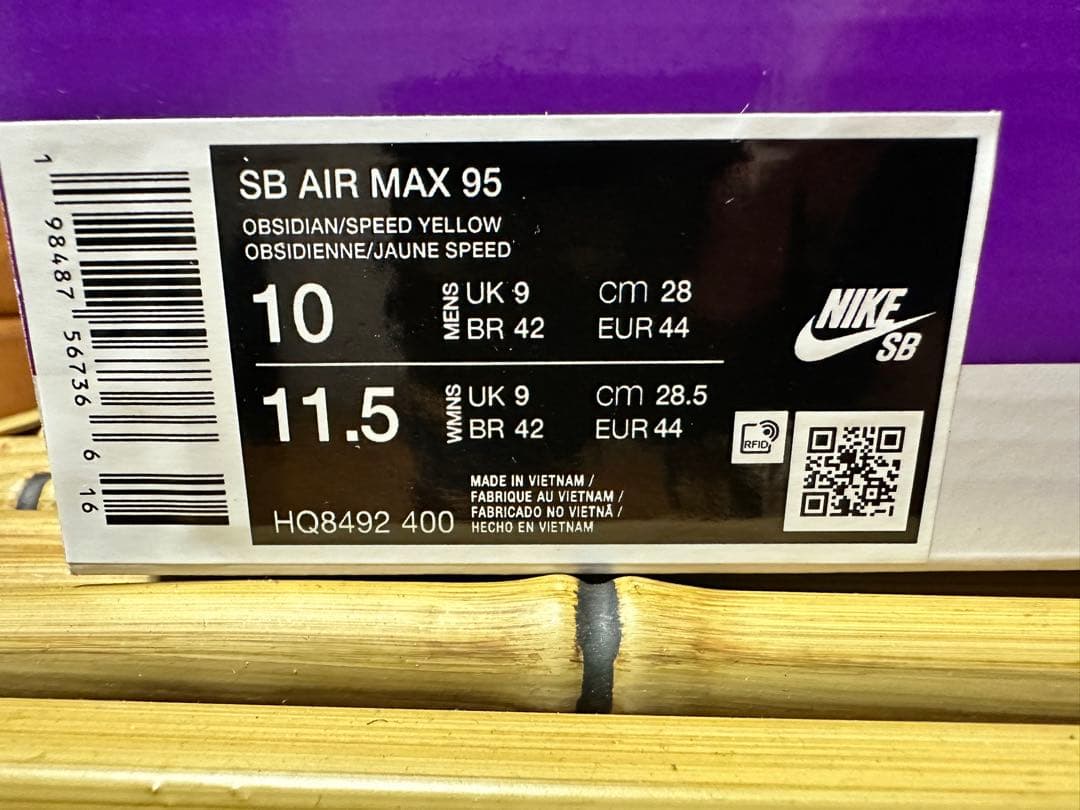 SB AIR MAX 95
OBSIDIAN/SPEED YELLOW
OBSIDIENNE/JAUNE SPEED
10
MENS
UK 9
cm 28
BR 42
EUR 44
11.5
WMNS
UK 9
cm 28.5
BR 42
EUR 44
HQ8492 400
MADE IN VIETNAM /
FABRIQUE AU VIETNAM /
FABRICADO NO VIETNÃ /
HECHO EN VIETNAM
NIKE
SB
RFID
1 98487 56736 6 16